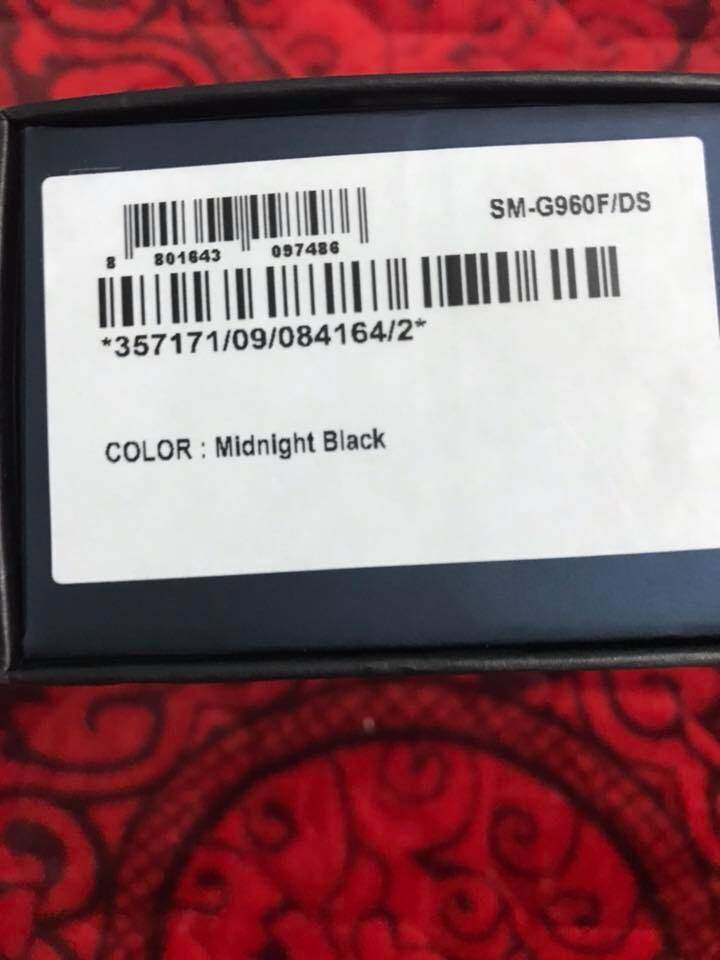 SM-G960F/DS
8 801643 097486
*357171/09/084164/2*
COLOR : Midnight Black